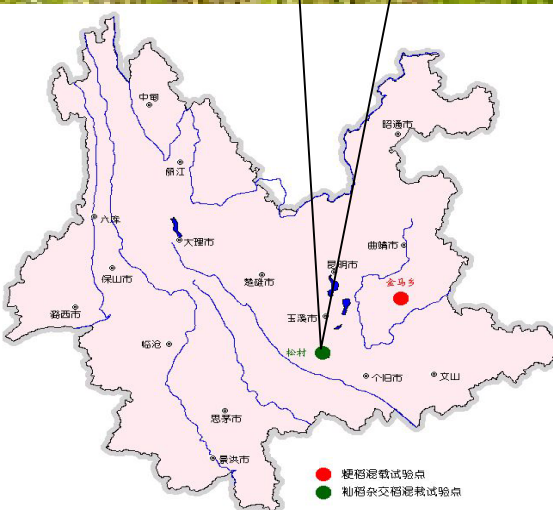 中甸
昭通市
丽江
六库
大理市
曲靖市
昆明市
保山市
楚雄市
金马乡
潞西市
玉溪市
临沧
松村
个旧市
文山
思茅市
景洪市
粳稻混栽试验点
籼稻杂交稻混栽试验点